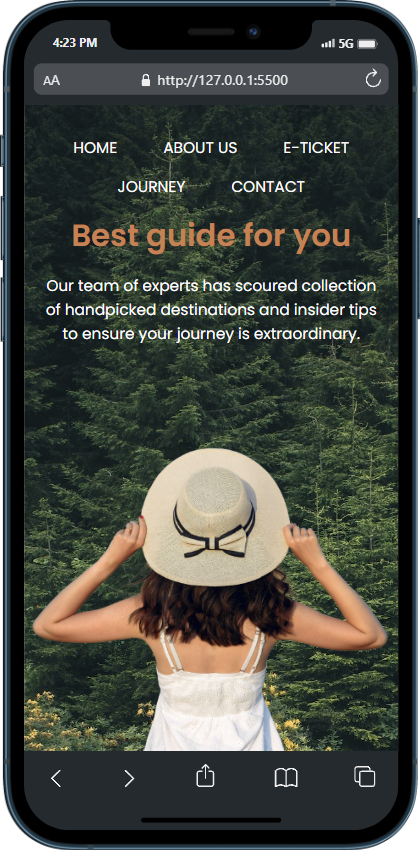 4:23 PM 5G
AA http://127.0.0.1:5500
HOME ABOUT US E-TICKET
JOURNEY CONTACT
Best guide for you
Our team of experts has scoured collection
of handpicked destinations and insider tips
to ensure your journey is extraordinary.